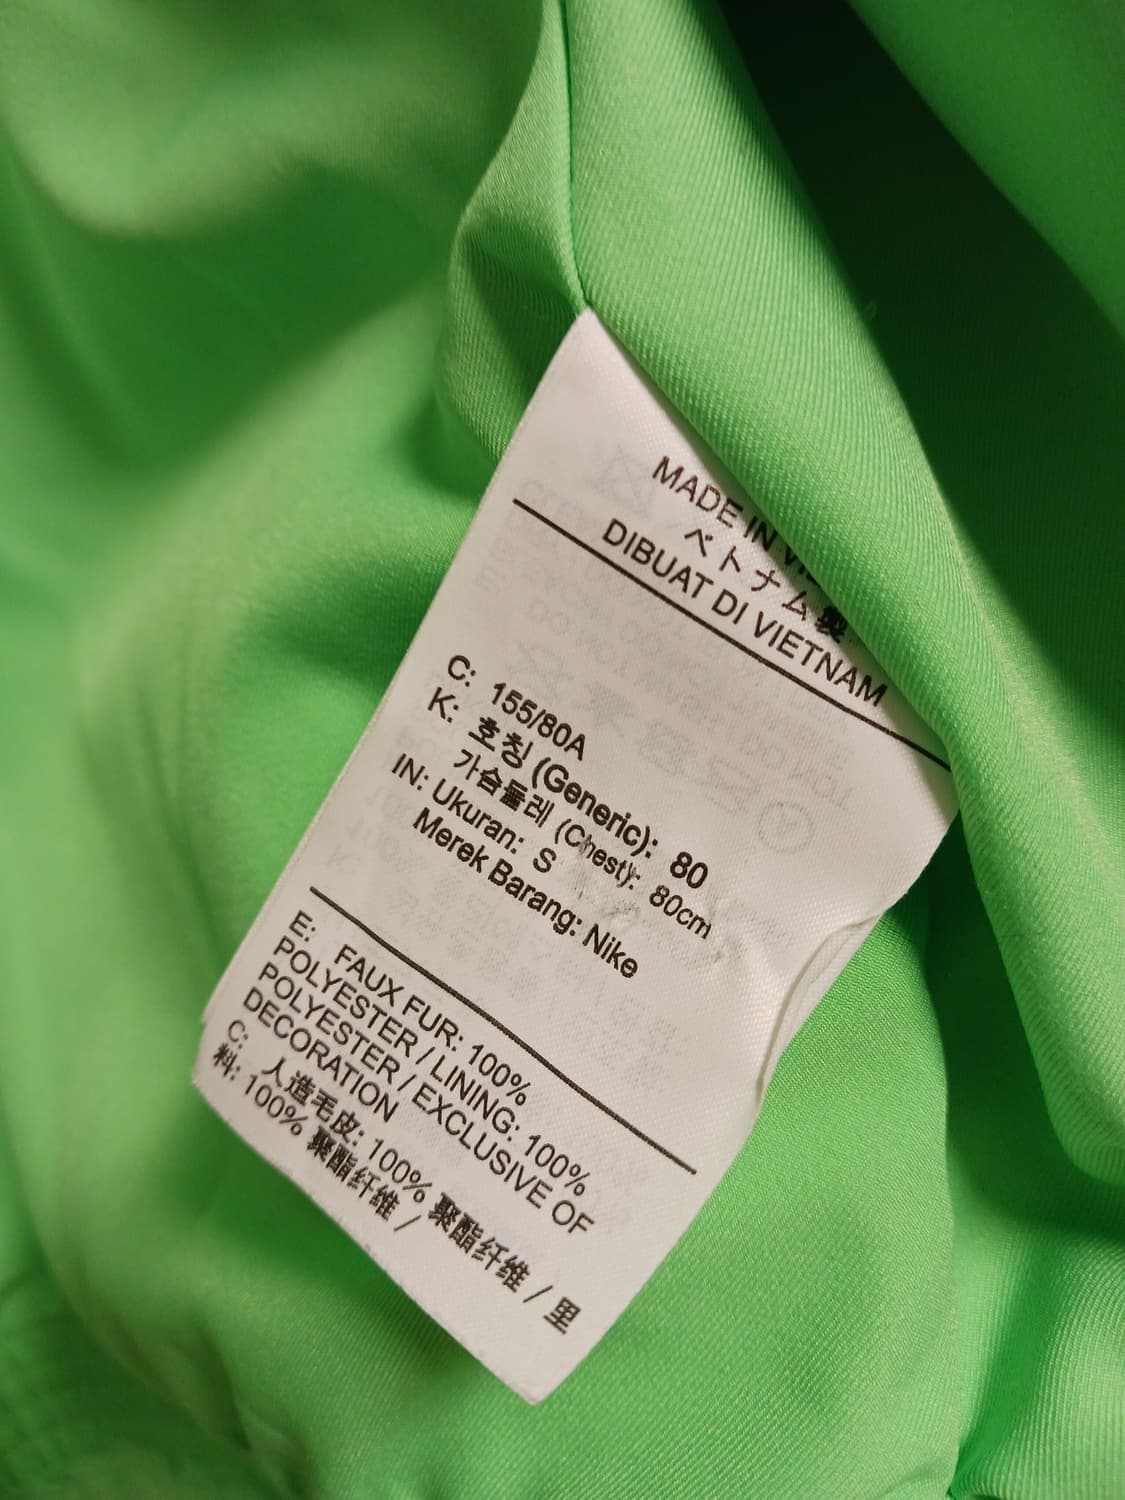 MADE IN
ベトナム製
DIBUAT DI VIETNAM
C: 155/80A
K: 호칭 (Generic): 80
가슴둘레 (Chest): 80cm
IN: Ukuran: S
Merek Barang: Nike
E: FAUX FUR: 100%
POLYESTER / LINING: 100%
POLYESTER / EXCLUSIVE OF
DECORATION
C: 人造毛皮: 100% 聚酯纤维 / 里
料: 100% 聚酯纤维 /